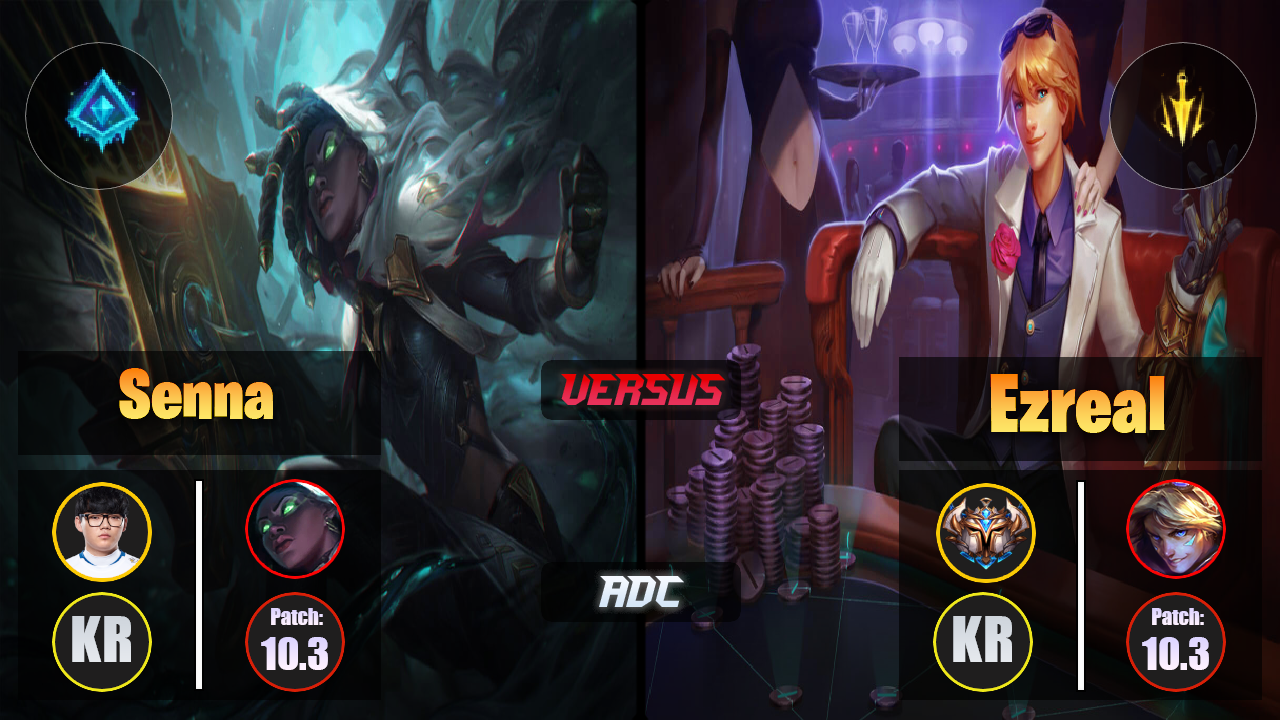 Senna
VERSUS
Ezreal
ADC
KR
Patch:
10.3
KR
Patch:
10.3